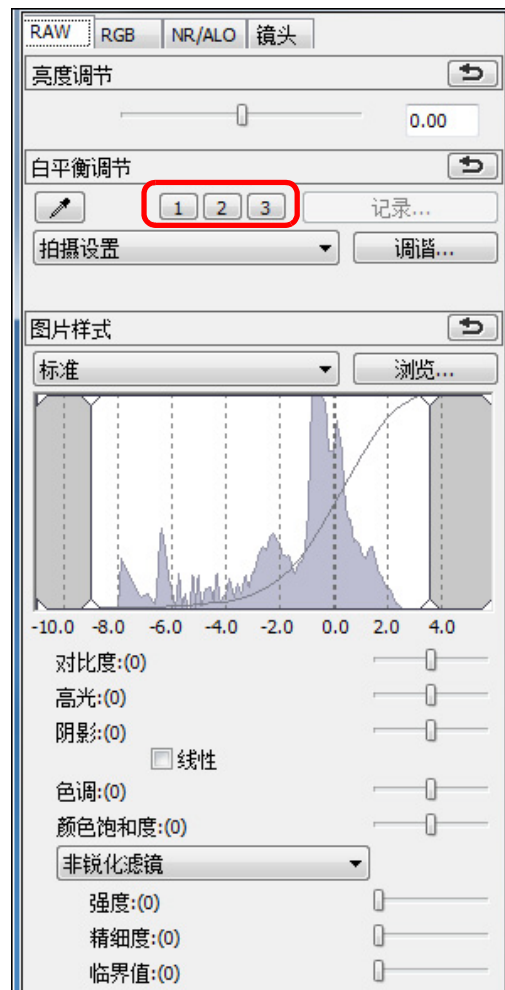 RAW RGB NR/ALO 镜头
亮度调节
0.00
白平衡调节
1 2 3 记录...
拍摄设置 调谐...
图片样式
标准 浏览...
-10.0 -8.0 -6.0 -4.0 -2.0 0.0 2.0 4.0
对比度:(0)
高光:(0)
阴影:(0)
线性
色调:(0)
颜色饱和度:(0)
非锐化滤镜
强度:(0)
精细度:(0)
临界值:(0)